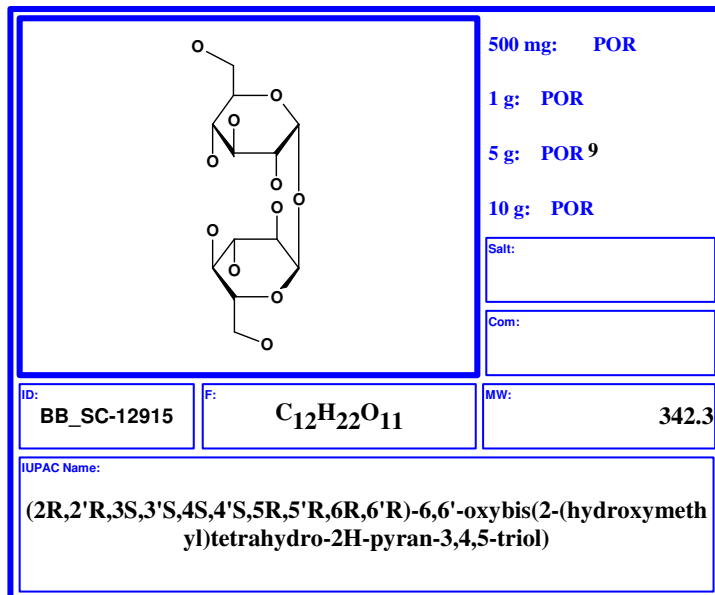 500 mg: POR
1 g: POR
5 g: POR 9
10 g: POR
O
O
O
O
O
O
O
O
O
O
O
Salt:
Com:
ID:
BB_SC-12915
F:
C12H22O11
MW:
342.3
IUPAC Name:
(2R,2'R,3S,3'S,4S,4'S,5R,5'R,6R,6'R)-6,6'-oxybis(2-(hydroxymeth
yl)tetrahydro-2H-pyran-3,4,5-triol)